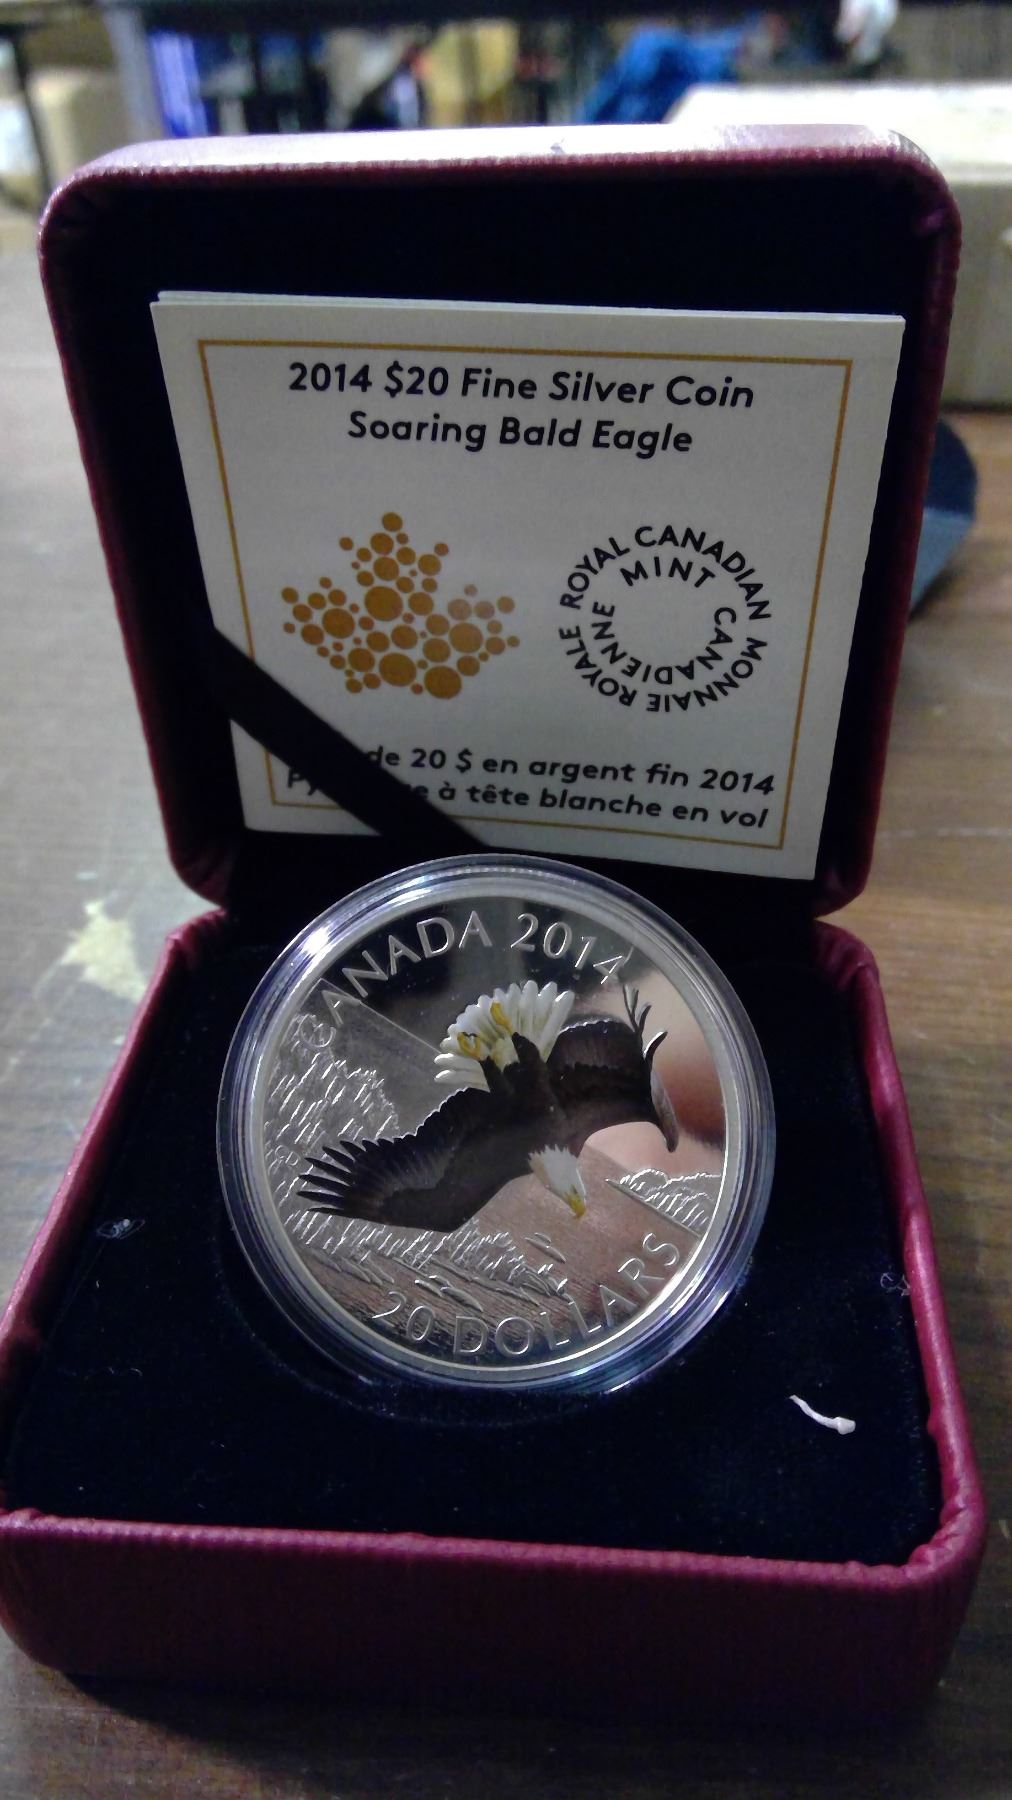 2014 $20 Fine Silver Coin
Soaring Bald Eagle
ROYAL CANADIAN MINT
MONNAIE ROYALE CANADIENNE
de 20 $ en argent fin 2014
à tête blanche en vol
CANADA 2014
20 DOLLARS